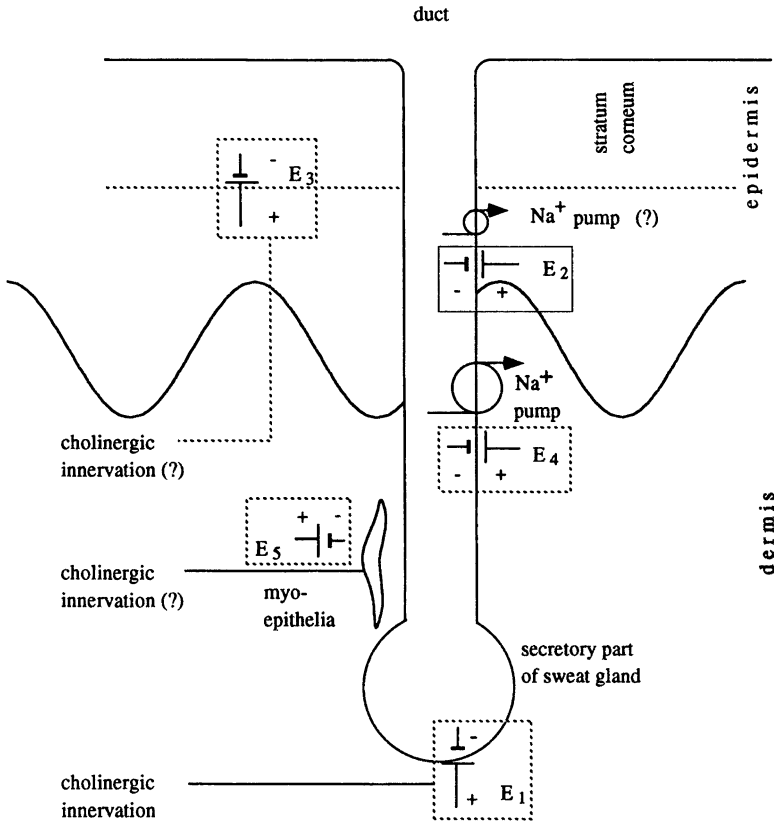 duct
stratum
corneum
epidermis
- E3
+
Na+ pump (?)
E2
- +
Na+
pump
cholinergic
innervation (?)
E4
- +
+ -
E5
cholinergic
innervation (?)
myo-
epithelia
dermis
secretory part
of sweat gland
-
cholinergic
innervation
+ E1